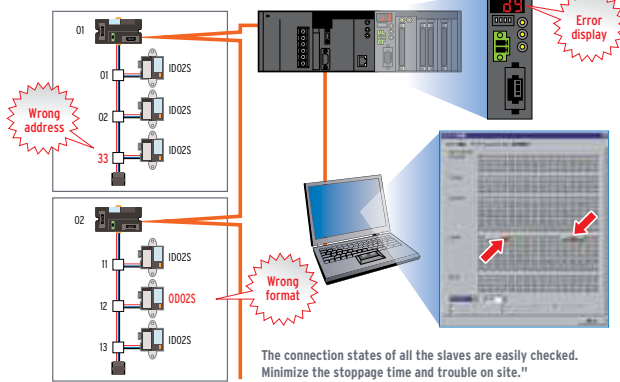 01
01
ID02S
02
ID02S
33
ID02S
Wrong
address
d9
Error
display
02
11
ID02S
12
OD02S
13
ID02S
Wrong
format
The connection states of all the slaves are easily checked.
Minimize the stoppage time and trouble on site."